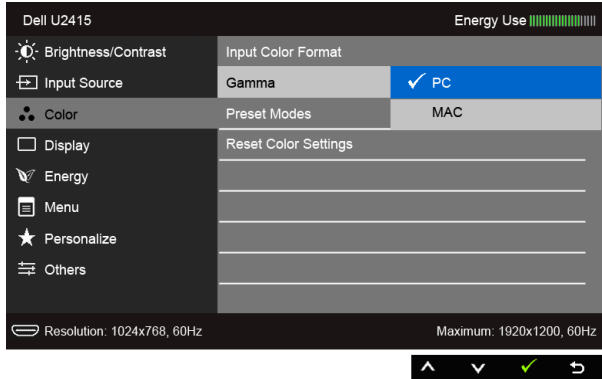 Dell U2415
Energy Use
Brightness/Contrast
Input Source
Color
Display
Energy
Menu
Personalize
Others
Input Color Format
Gamma
Preset Modes
Reset Color Settings
PC
MAC
Resolution: 1024x768, 60Hz
Maximum: 1920x1200, 60Hz